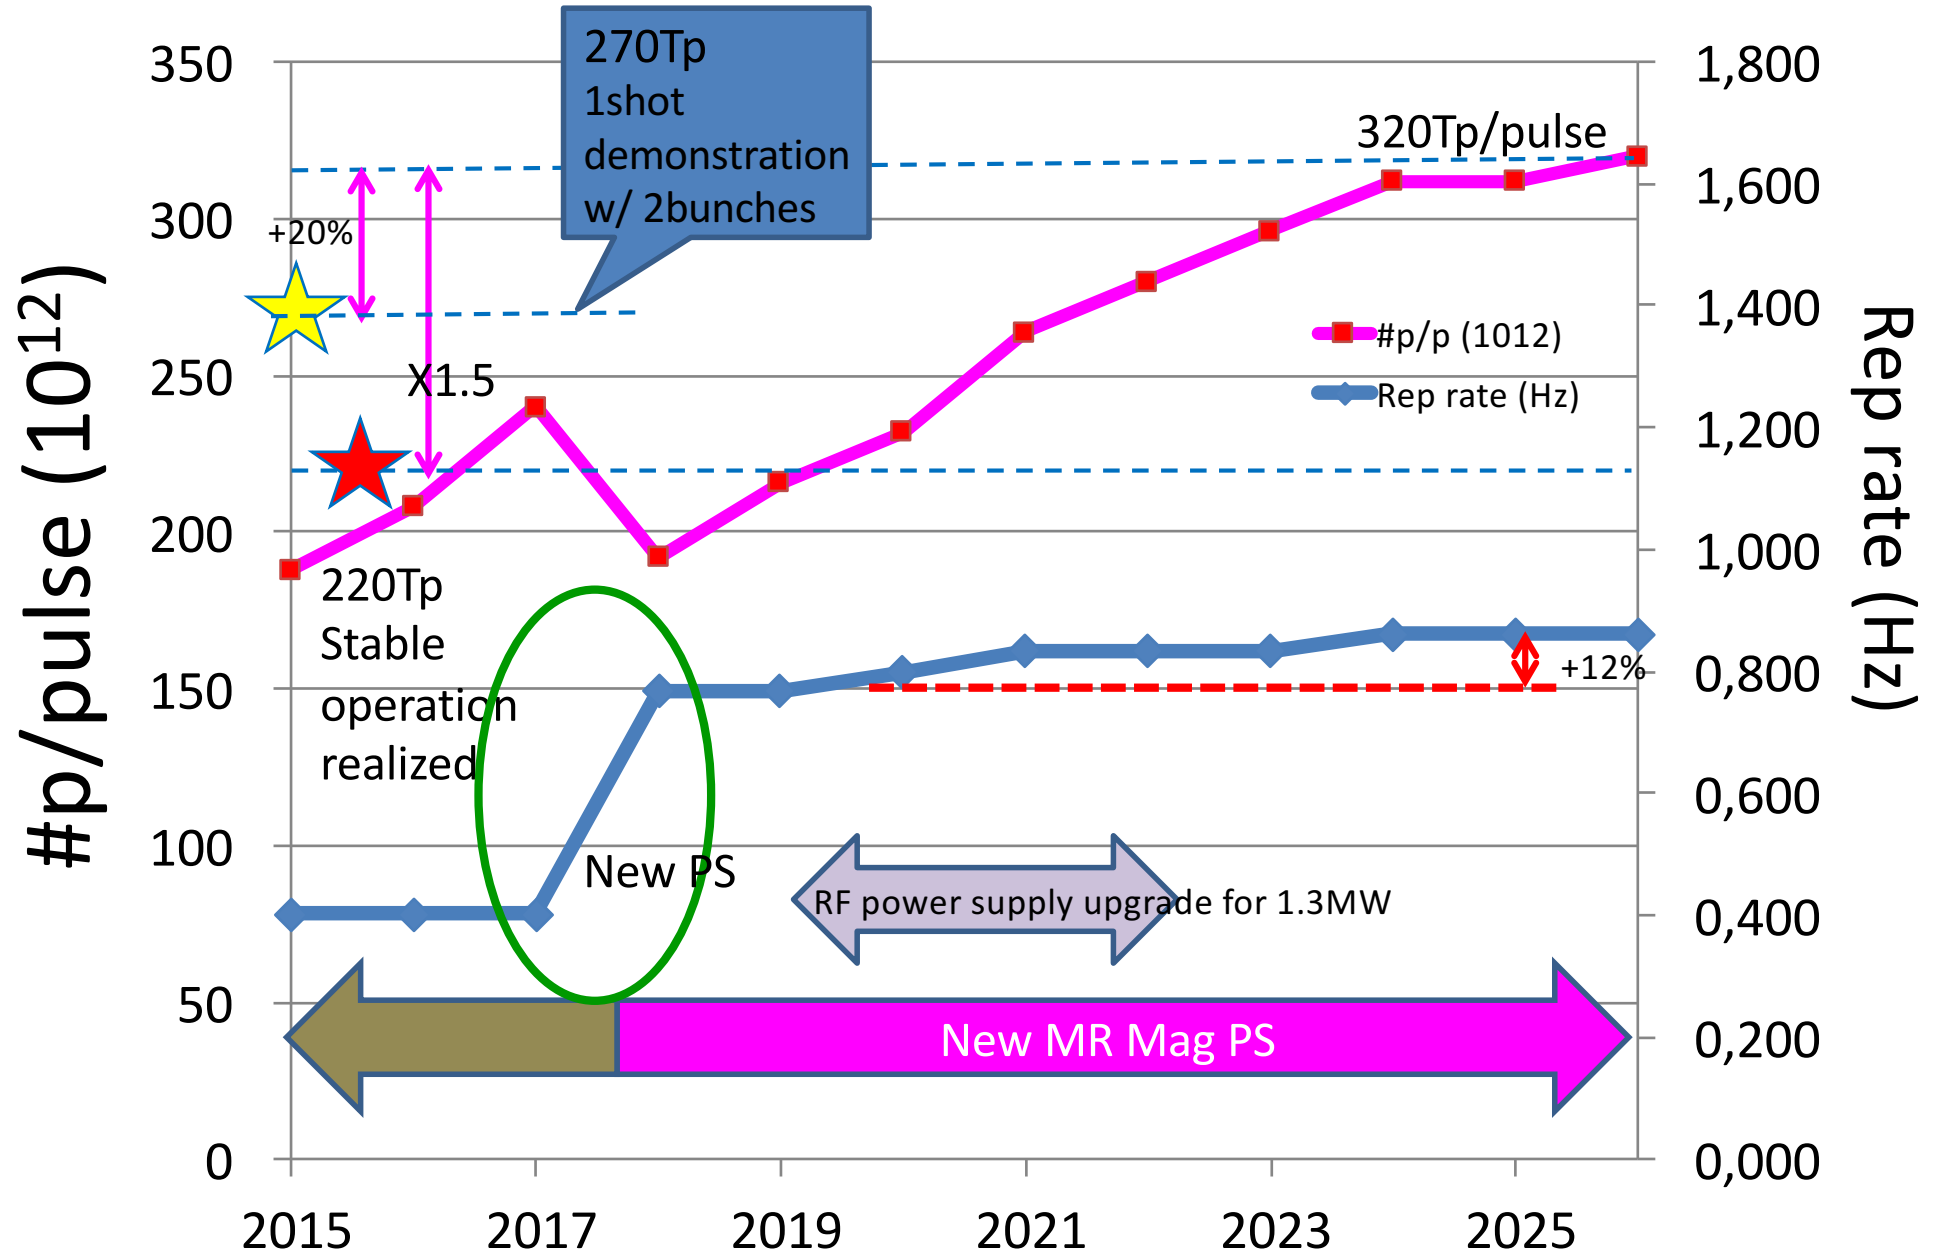 270Tp
1shot
demonstration
w/ 2bunches
350
300
250
200
150
100
50
0
#p/pulse (10¹²)
1,800
1,600
1,400
1,200
1,000
0,800
0,600
0,400
0,200
0,000
Rep rate (Hz)
320Tp/pulse
+20%
X1.5
#p/p (1012)
Rep rate (Hz)
220Tp
Stable
operation
realized
+12%
New PS
RF power supply upgrade for 1.3MW
New MR Mag PS
2015 2017 2019 2021 2023 2025